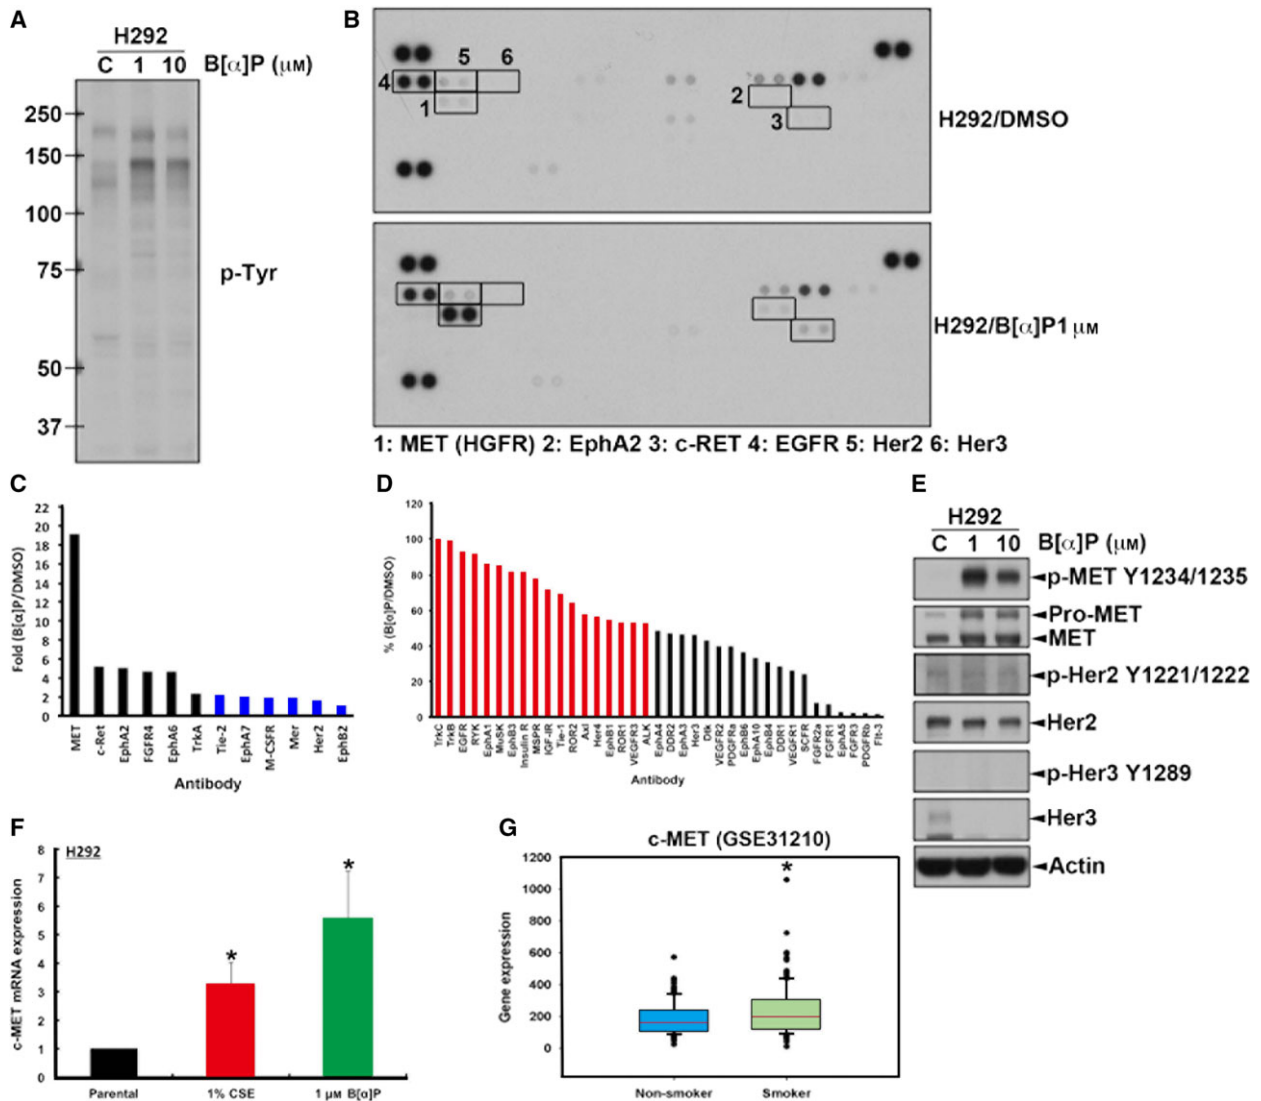 A
H292
C 1 10 B[α]P (μM)
250
150
100
75
50
37
p-Tyr
B
5 6
4
1
2
3
H292/DMSO
H292/B[α]P1 μM
1: MET (HGFR) 2: EphA2 3: c-RET 4: EGFR 5: Her2 6: Her3
C
Fold (B[α]P/DMSO)
22
20
18
16
14
12
10
8
6
4
2
0
MET
c-Ret
EphA2
FGFR4
EphA6
TrkA
Tie-2
EphA7
M-CSFR
Mer
Her2
EphB2
Antibody
D
% (B[α]P/DMSO)
120
100
80
60
40
20
0
TrkC
TrkB
EGFR
RYK
EphA1
MuSK
EphB3
Insulin R
MSPR
IGF-IR
Tie-1
ROR2
Axl
Her4
EphB1
ROR1
VEGFR3
ALK
EphA4
DDR2
EphA3
Her3
Dtk
VEGFR2
PDGFRa
EphB6
EphA10
EphB4
DDR1
VEGFR1
SCFR
FGFR2a
FGFR1
EphA5
FGFR3
PDGFRb
Flt-3
Antibody
E
H292
C 1 10 B[α]P (μM)
p-MET Y1234/1235
Pro-MET
MET
p-Her2 Y1221/1222
Her2
p-Her3 Y1289
Her3
Actin
F
H292
c-MET mRNA expression
8
7
6
5
4
3
2
1
0
*
*
Parental 1% CSE 1 μM B[α]P
G
c-MET (GSE31210)
Gene expression
1200
1000
800
600
400
200
0
*
Non-smoker Smoker